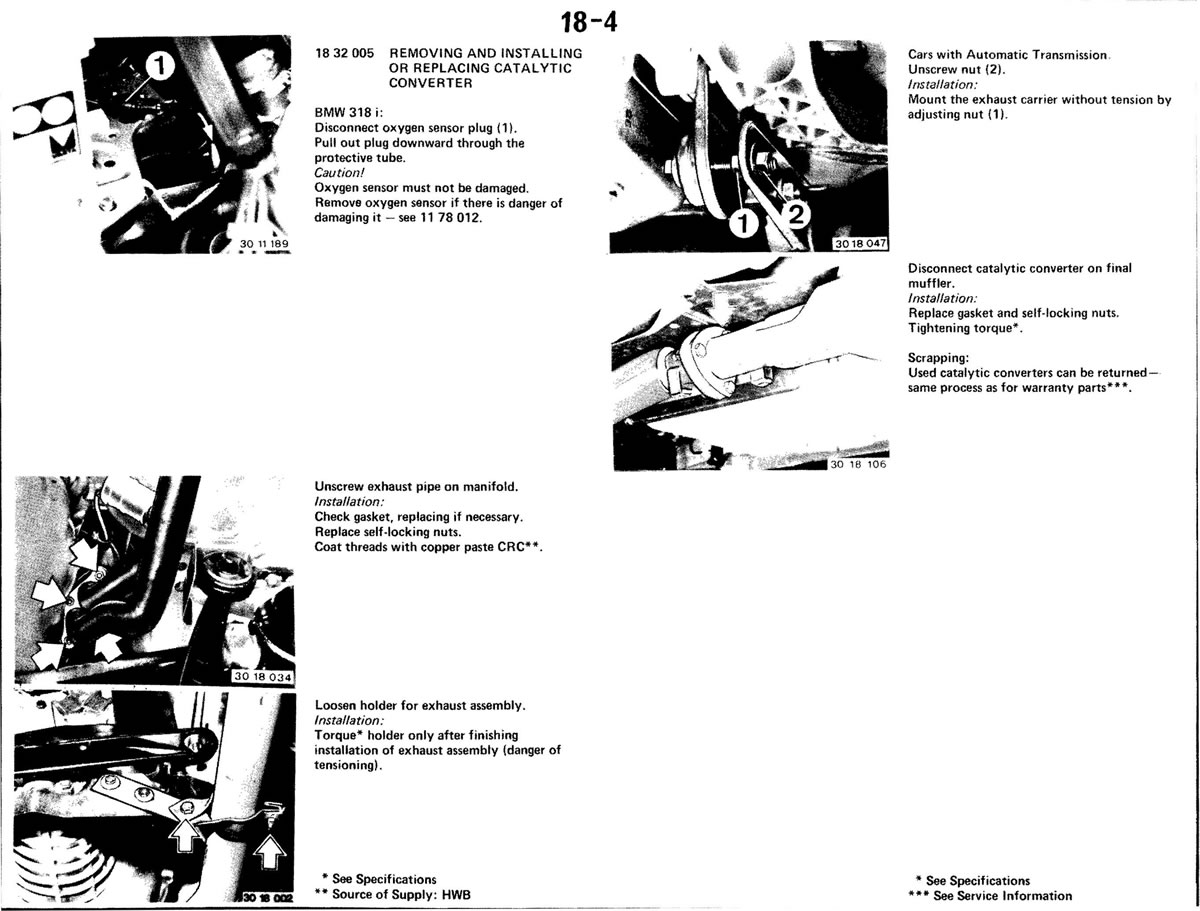 18-4
1
30 11 189
18 32 005 REMOVING AND INSTALLING
OR REPLACING CATALYTIC
CONVERTER
BMW 318 i:
Disconnect oxygen sensor plug (1).
Pull out plug downward through the
protective tube.
Caution!
Oxygen sensor must not be damaged.
Remove oxygen sensor if there is danger of
damaging it — see 11 78 012.
30 18 034
Unscrew exhaust pipe on manifold.
Installation:
Check gasket, replacing if necessary.
Replace self-locking nuts.
Coat threads with copper paste CRC**.
30 18 002
Loosen holder for exhaust assembly.
Installation:
Torque* holder only after finishing
installation of exhaust assembly (danger of
tensioning).
* See Specifications
** Source of Supply: HWB
1
2
30 18 047
Cars with Automatic Transmission.
Unscrew nut (2).
Installation:
Mount the exhaust carrier without tension by
adjusting nut (1).
30 18 106
Disconnect catalytic converter on final
muffler.
Installation:
Replace gasket and self-locking nuts.
Tightening torque*.
Scrapping:
Used catalytic converters can be returned—
same process as for warranty parts***.
* See Specifications
*** See Service Information